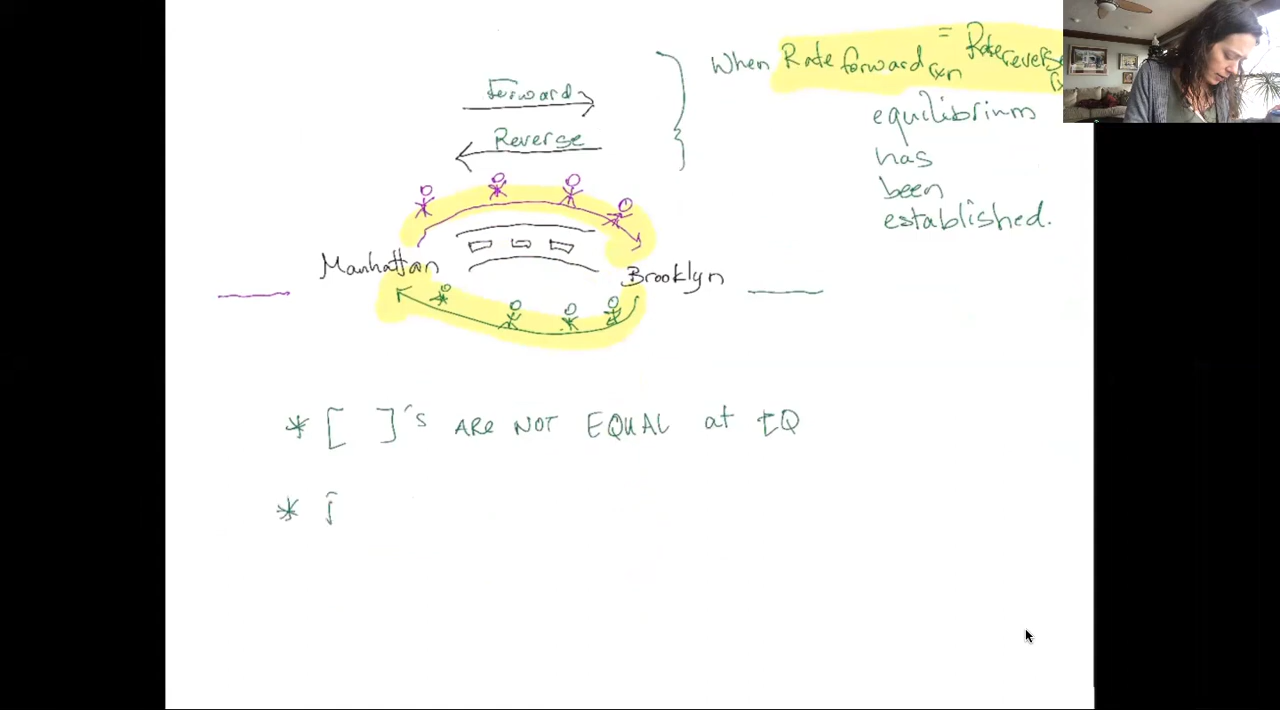 When Rate forward rxn = Rate reverse
Forward
Reverse
equilibrium
has
been
established.
Manhattan
Brooklyn
* [ ]'s ARE NOT EQUAL at EQ
* [